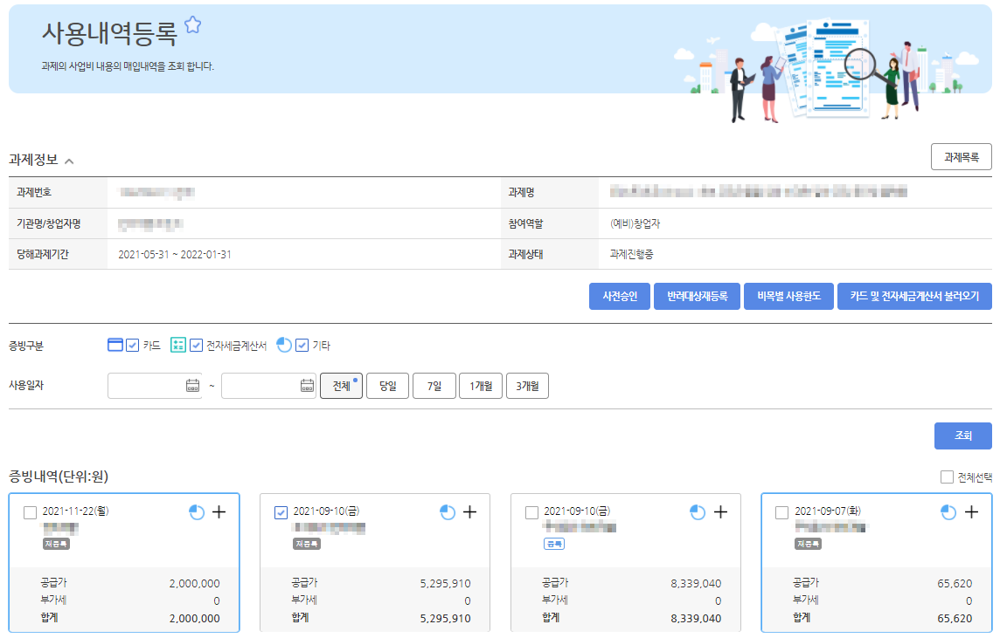 사용내역등록
과제의 사업비 내용의 매입내역을 조회 합니다.
과제정보
과제목록
과제번호
과제명
기관명/창업자명
참여역할 (예비)창업자
당해과제기간 2021-05-31 ~ 2022-01-31 과제상태 과제진행중
사전승인 반려대상재등록 비목별 사용한도 카드 및 전자세금계산서 불러오기
증빙구분 카드 전자세금계산서 기타
사용일자 ~ 전체 당일 7일 1개월 3개월
조회
증빙내역(단위:원) 전체선택
2021-11-22(월)
재등록
공급가 2,000,000
부가세 0
합계 2,000,000
2021-09-10(금)
재등록
공급가 5,295,910
부가세 0
합계 5,295,910
2021-09-10(금)
등록
공급가 8,339,040
부가세 0
합계 8,339,040
2021-09-07(화)
재등록
공급가 65,620
부가세 0
합계 65,620